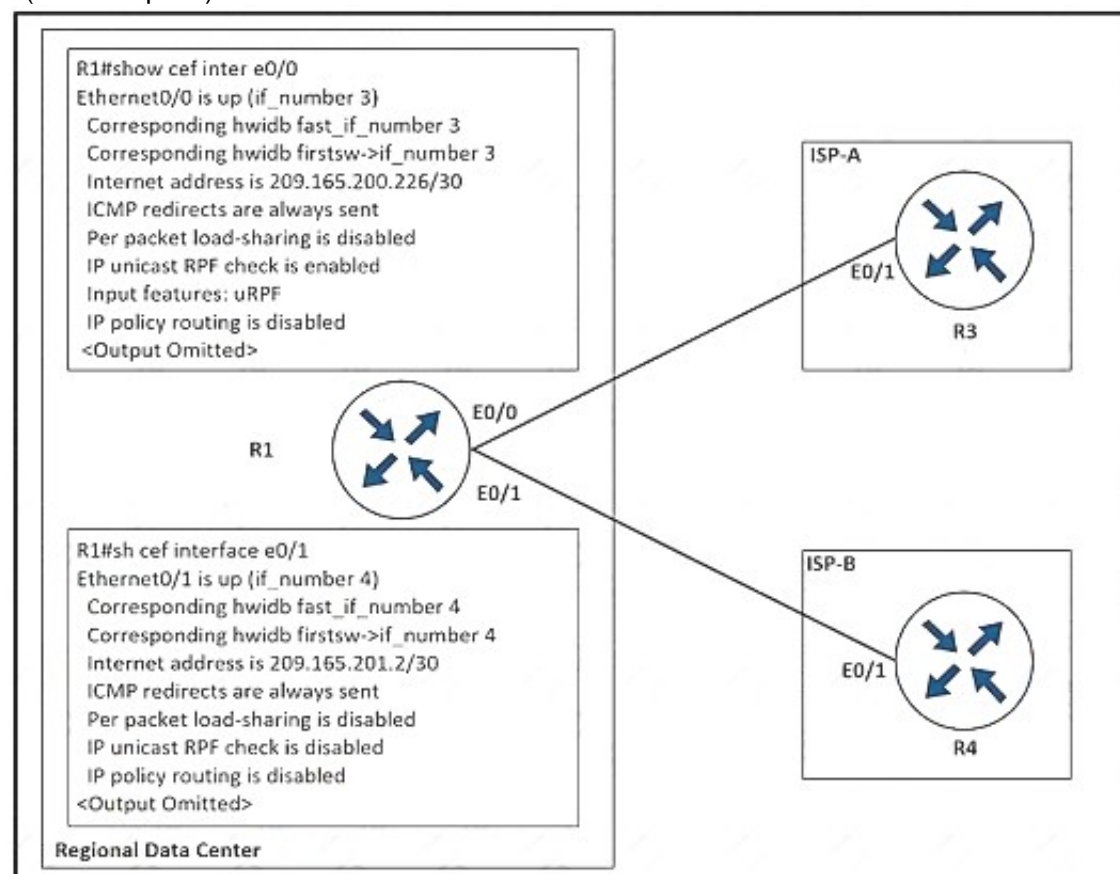 R1#show cef inter e0/0
Ethernet0/0 is up (if_number 3)
Corresponding hwidb fast_if_number 3
Corresponding hwidb firstsw->if_number 3
Internet address is 209.165.200.226/30
ICMP redirects are always sent
Per packet load-sharing is disabled
IP unicast RPF check is enabled
Input features: uRPF
IP policy routing is disabled
<Output Omitted>
ISP-A
E0/1
R3
E0/0
R1
E0/1
R1#sh cef interface e0/1
Ethernet0/1 is up (if_number 4)
Corresponding hwidb fast_if_number 4
Corresponding hwidb firstsw->if_number 4
Internet address is 209.165.201.2/30
ICMP redirects are always sent
Per packet load-sharing is disabled
IP unicast RPF check is disabled
IP policy routing is disabled
<Output Omitted>
ISP-B
E0/1
R4
Regional Data Center